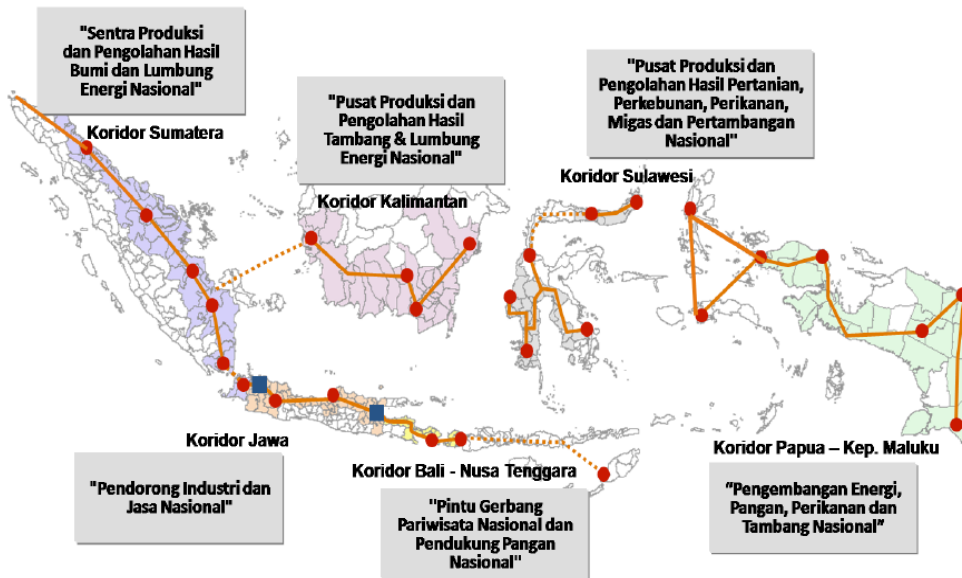 "Sentra Produksi
dan Pengolahan Hasil
Bumi dan Lumbung
Energi Nasional"
Koridor Sumatera
"Pusat Produksi dan
Pengolahan Hasil
Tambang & Lumbung
Energi Nasional"
Koridor Kalimantan
"Pusat Produksi dan
Pengolahan Hasil Pertanian,
Perkebunan, Perikanan,
Migas dan Pertambangan
Nasional"
Koridor Sulawesi
Koridor Jawa
"Pendorong Industri dan
Jasa Nasional"
Koridor Bali - Nusa Tenggara
"Pintu Gerbang
Pariwisata Nasional dan
Pendukung Pangan
Nasional"
Koridor Papua – Kep. Maluku
“Pengembangan Energi,
Pangan, Perikanan dan
Tambang Nasional”